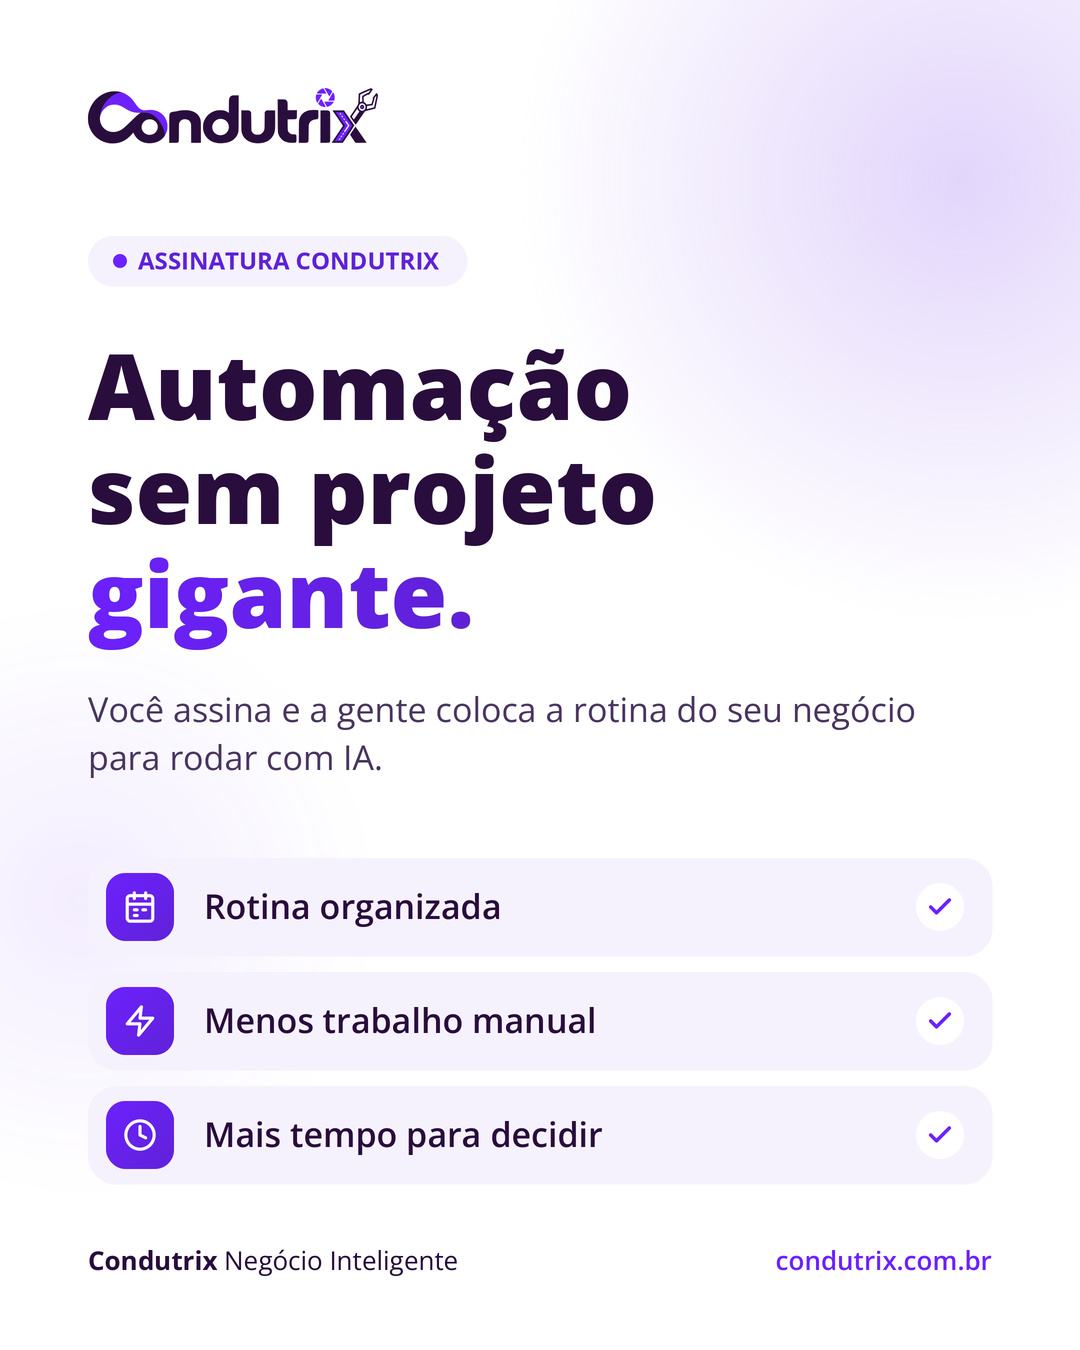 Condutrix
ASSINATURA CONDUTRIX
Automação
sem projeto
gigante.
Você assina e a gente coloca a rotina do seu negócio
para rodar com IA.
Rotina organizada
Menos trabalho manual
Mais tempo para decidir
Condutrix Negócio Inteligente
condutrix.com.br